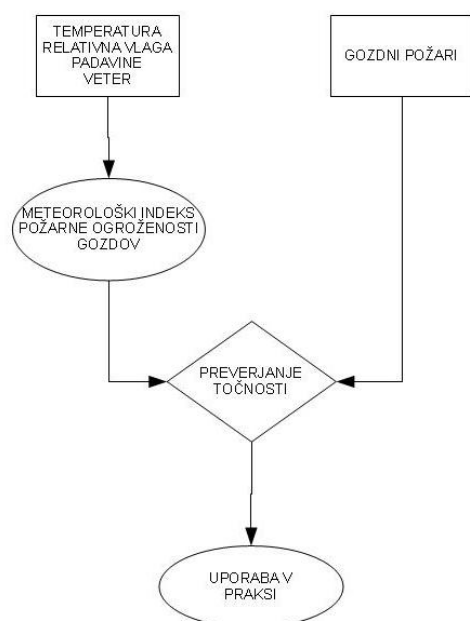 TEMPERATURA
RELATIVNA VLAGA
PADAVINE
VETER
GOZDNI POŽARI
METEOROLOŠKI INDEKS
POŽARNE OGROŽENOSTI
GOZDOV
PREVERJANJE
TOČNOSTI
UPORABA V
PRAKSI